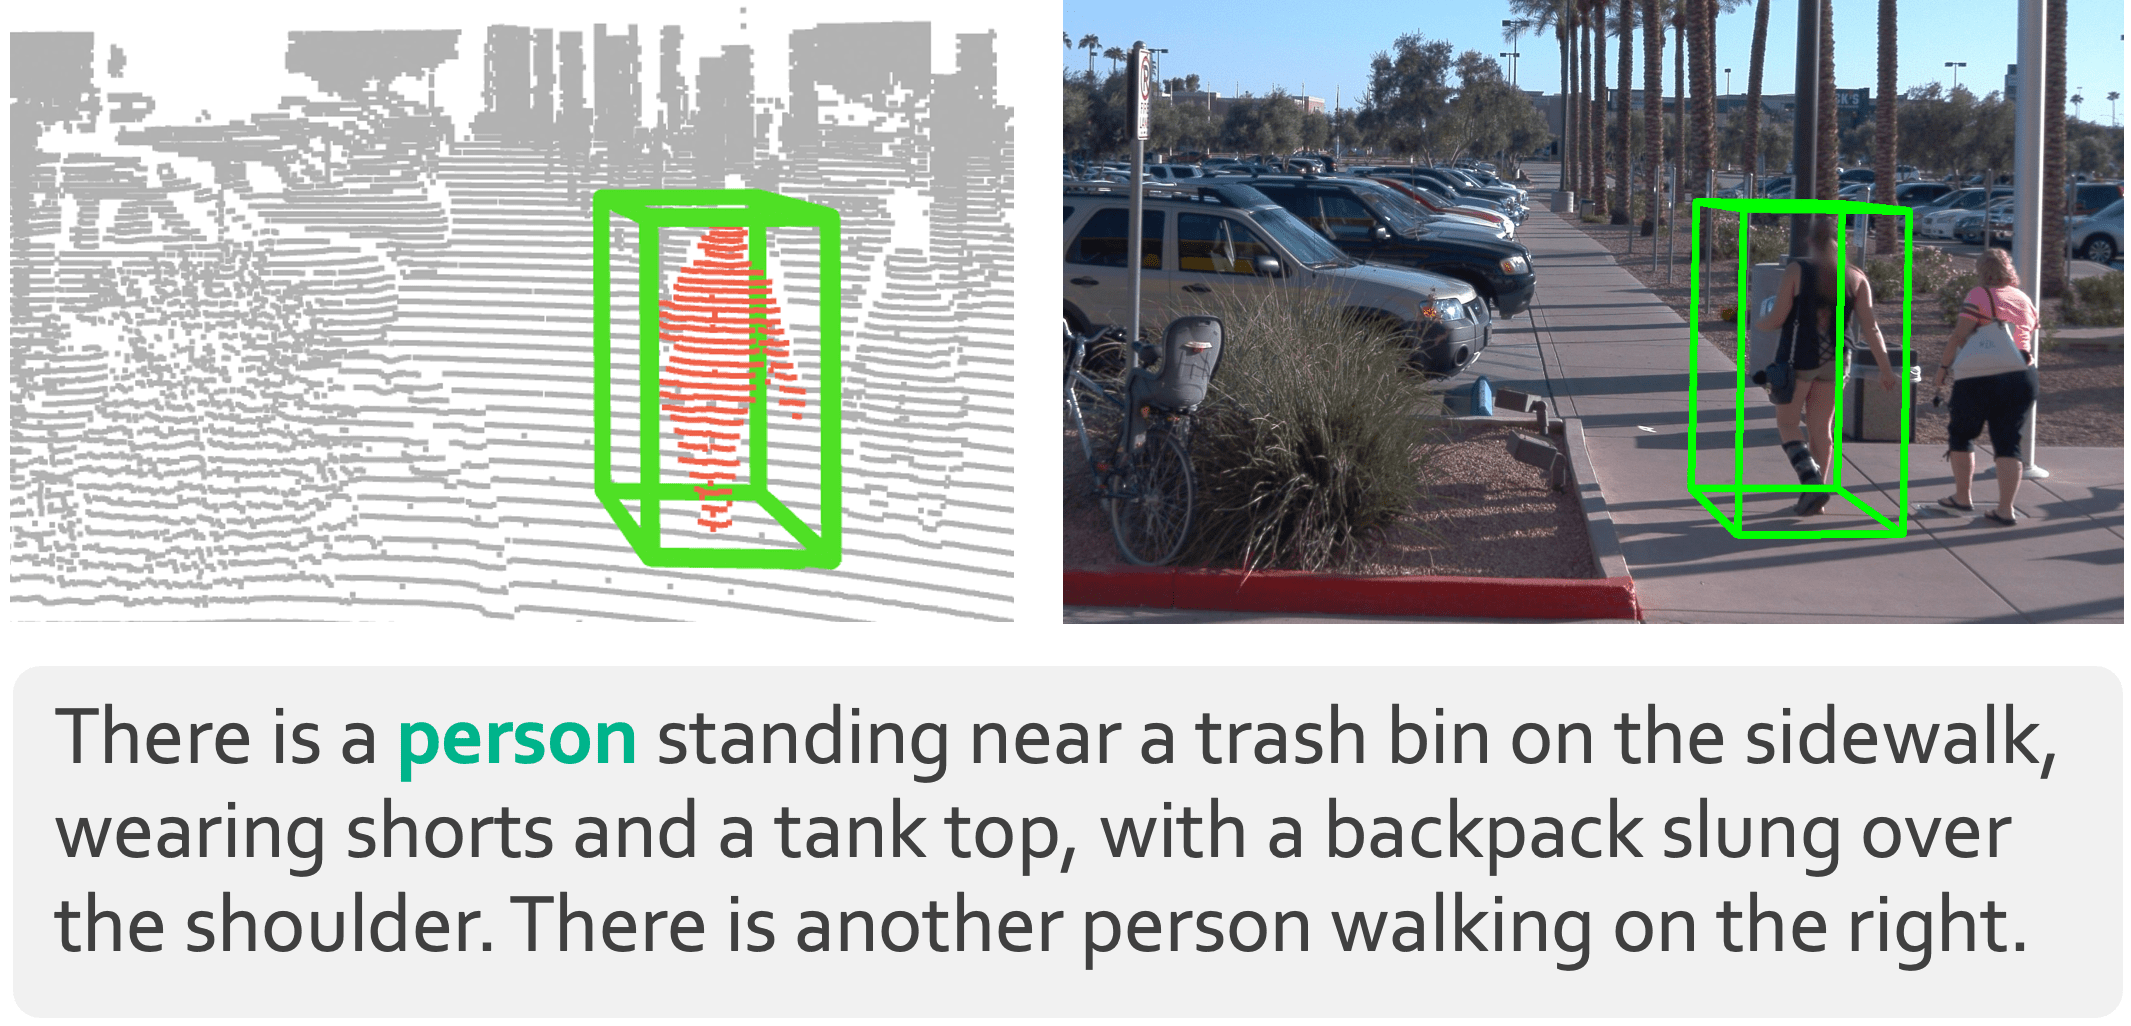 CK'S
There is a person standing near a trash bin on the sidewalk,
wearing shorts and a tank top, with a backpack slung over
the shoulder. There is another person walking on the right.